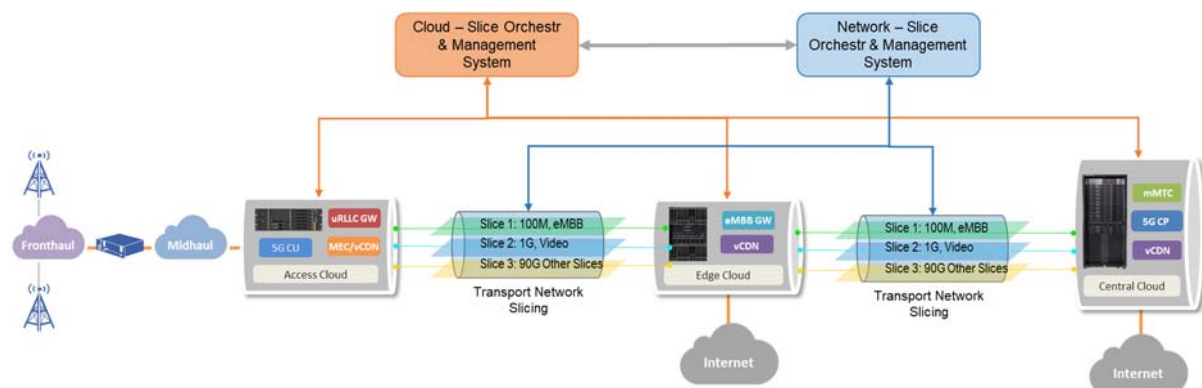 Cloud – Slice Orchestr
& Management
System
Network – Slice
Orchestr & Management
System
Fronthaul
Midhaul
uRLLC GW
5G CU
MEC/vCDN
Access Cloud
Slice 1: 100M, eMBB
Slice 2: 1G, Video
Slice 3: 90G Other Slices
Transport Network
Slicing
eMBB GW
vCDN
Edge Cloud
Internet
Slice 1: 100M, eMBB
Slice 2: 1G, Video
Slice 3: 90G Other Slices
Transport Network
Slicing
mMTC
5G CP
vCDN
Central Cloud
Internet